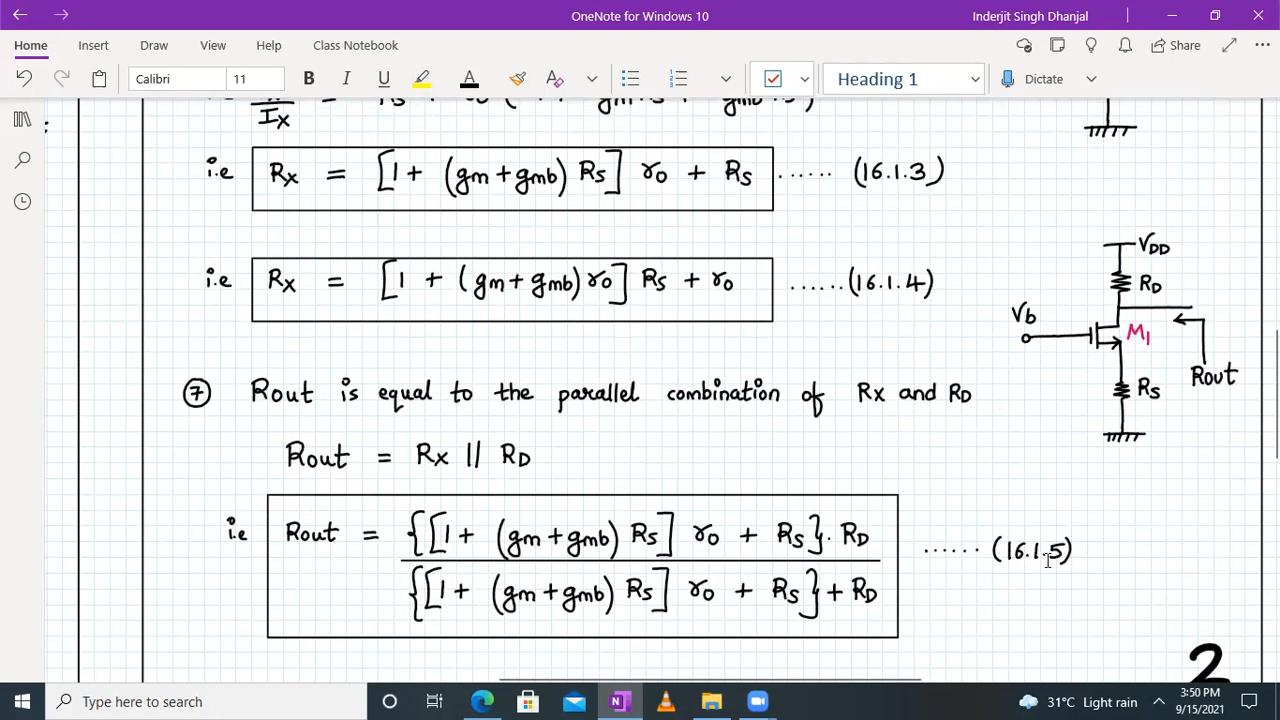 OneNote for Windows 10
Inderjit Singh Dhanjal
Home Insert Draw View Help Class Notebook
Share
Calibri 11 B I U A Heading 1 Dictate
Ix
i.e Rx = [1 + (gm+gmb) Rs] ro + Rs ...... (16.1.3)
i.e Rx = [1 + (gm+gmb) ro] Rs + ro ......(16.1.4)
VDD
RD
Vb
M1
Rout
Rs
7 Rout is equal to the parallel combination of Rx and RD
Rout = Rx || RD
i.e Rout = {[1 + (gm+gmb) Rs] ro + Rs}. RD
{[1 + (gm+gmb) Rs] ro + Rs} + RD
...... (16.1.5)
2
Type here to search
31°C Light rain
3:50 PM
9/15/2021